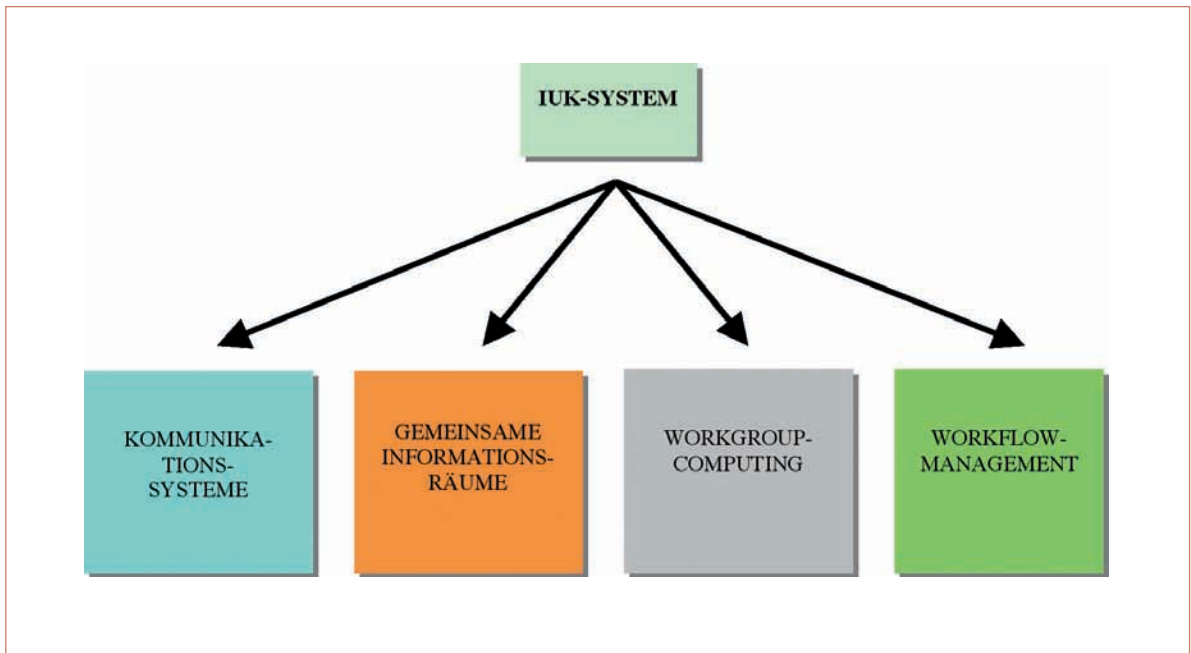 IUK-SYSTEM
KOMMUNIKA-
TIONS-
SYSTEME
GEMEINSAME
INFORMATIONS-
RÄUME
WORKGROUP-
COMPUTING
WORKFLOW-
MANAGEMENT